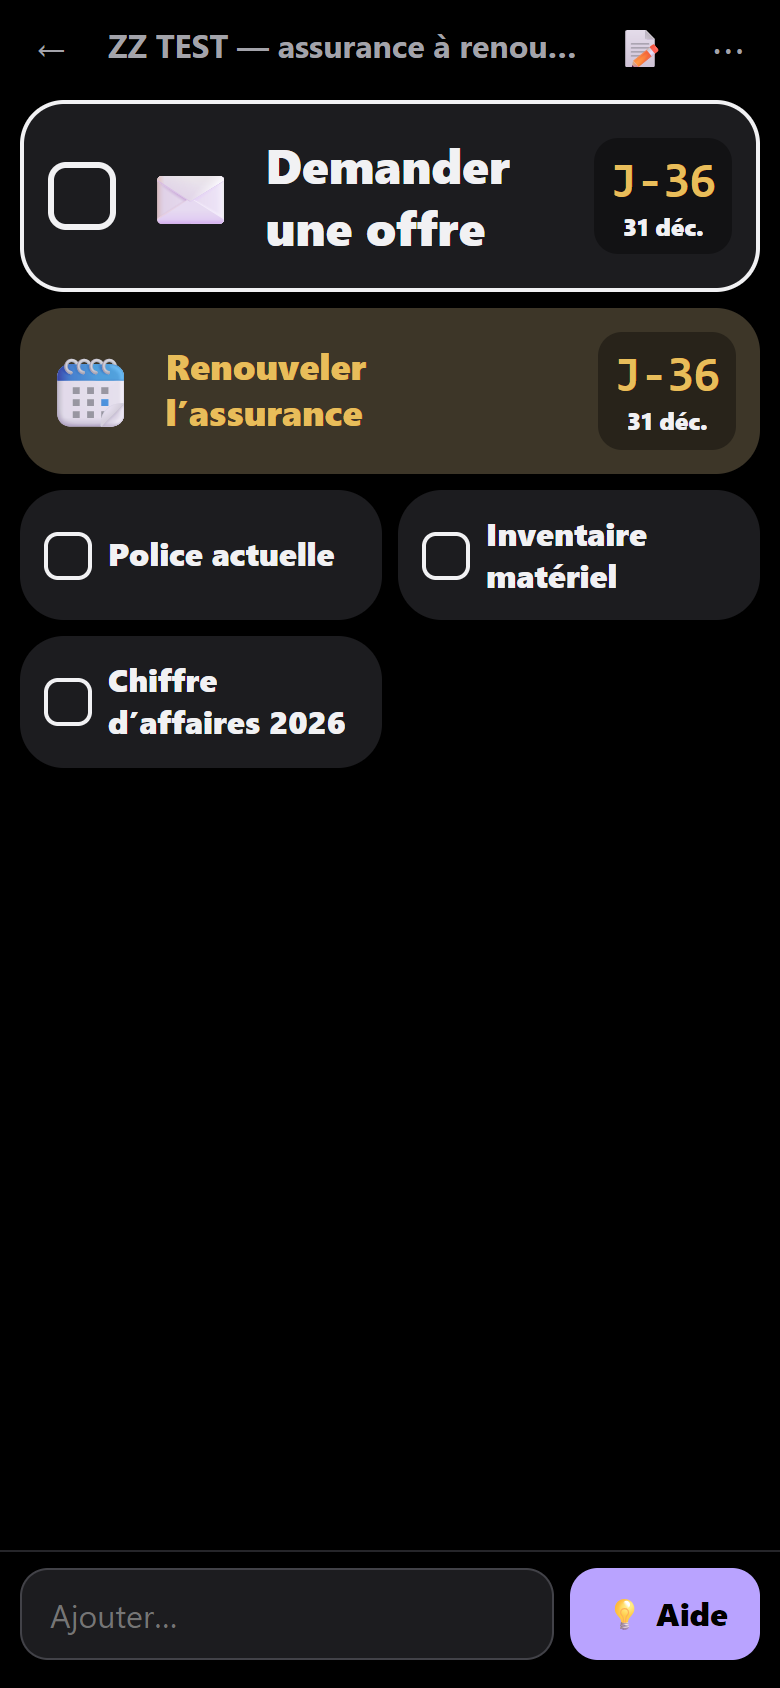 ← ZZ TEST — assurance à renou... ...
Demander
une offre
J-36
31 déc.
Renouveler
l’assurance
J-36
31 déc.
Police actuelle
Inventaire
matériel
Chiffre
d’affaires 2026
Ajouter...
Aide